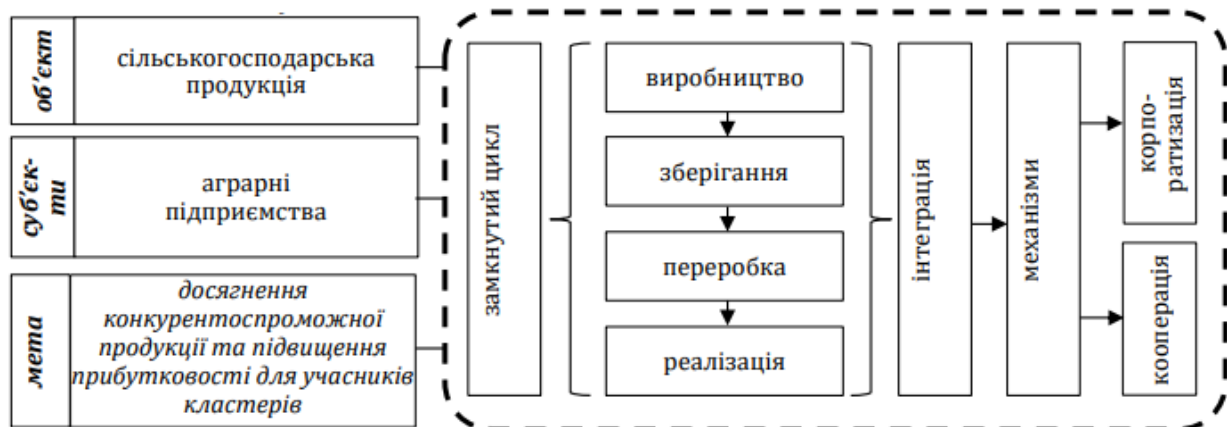 об’єкт
сільськогосподарська
продукція
суб’єк-
ти
аграрні
підприємства
мета
досягнення
конкурентоспроможної
продукції та підвищення
прибутковості для учасників
кластерів
замкнутий цикл
виробництво
зберігання
переробка
реалізація
інтеграція
механізми
корпо-
ратизація
кооперація